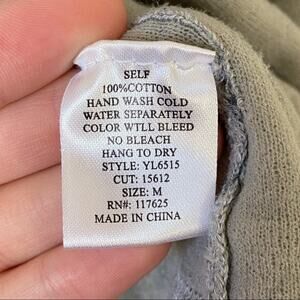 SELF
100%COTTON
HAND WASH COLD
WATER SEPARATELY
COLOR WTLL BLEED
NO BLEACH
HANG TO DRY
STYLE: YL6515
CUT: 15612
SIZE: M
RN#: 117625
MADE IN CHINA